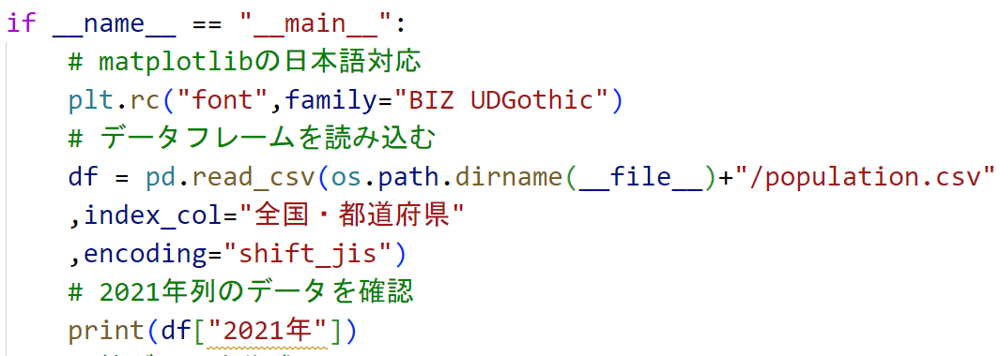 if __name__ == "__main__":
# matplotlibの日本語対応
plt.rc("font",family="BIZ UDGothic")
# データフレームを読み込む
df = pd.read_csv(os.path.dirname(__file__)+"/population.csv"
,index_col="全国・都道府県"
,encoding="shift_jis")
# 2021年列のデータを確認
print(df["2021年"])